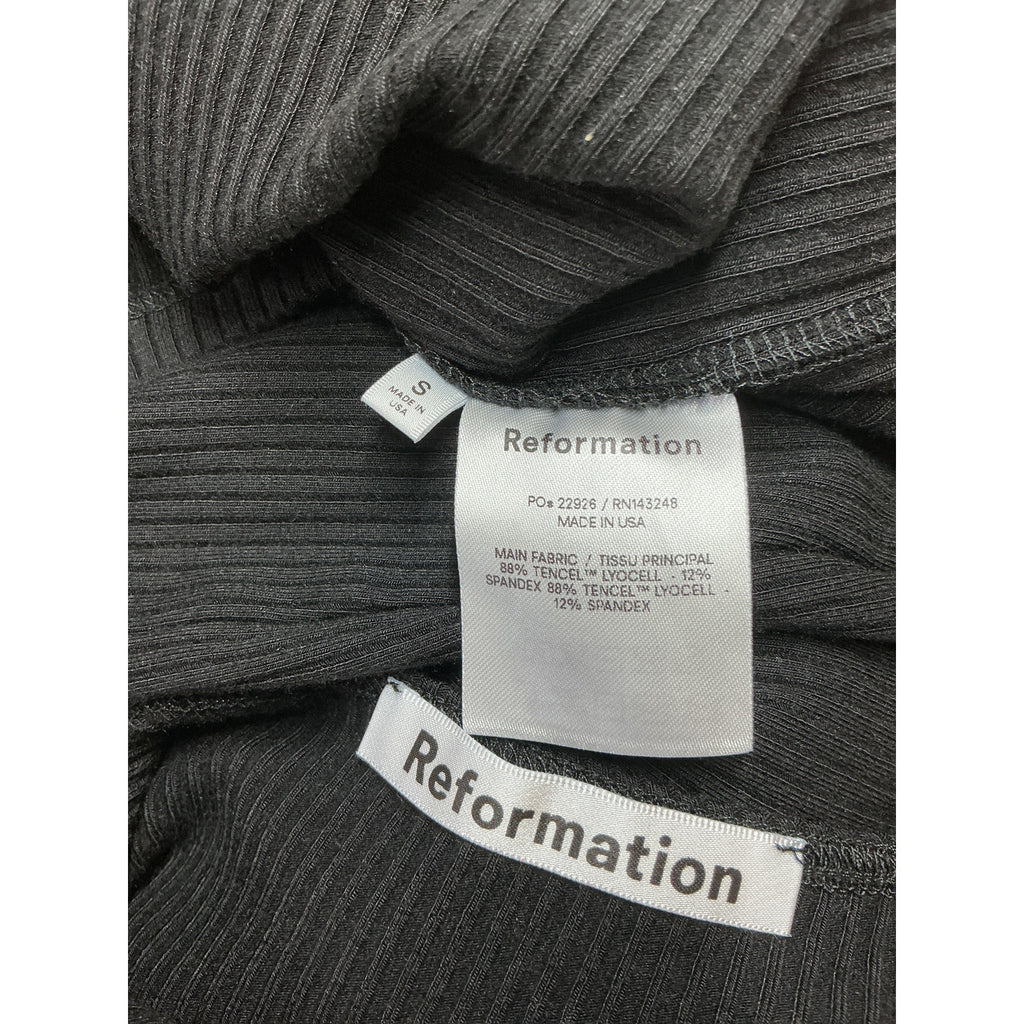 S
MADE IN
USA
Reformation
PO# 22926 / RN143248
MADE IN USA
MAIN FABRIC / TISSU PRINCIPAL
88% TENCEL™ LYOCELL - 12%
SPANDEX 88% TENCEL™ LYOCELL -
12% SPANDEX
Reformation